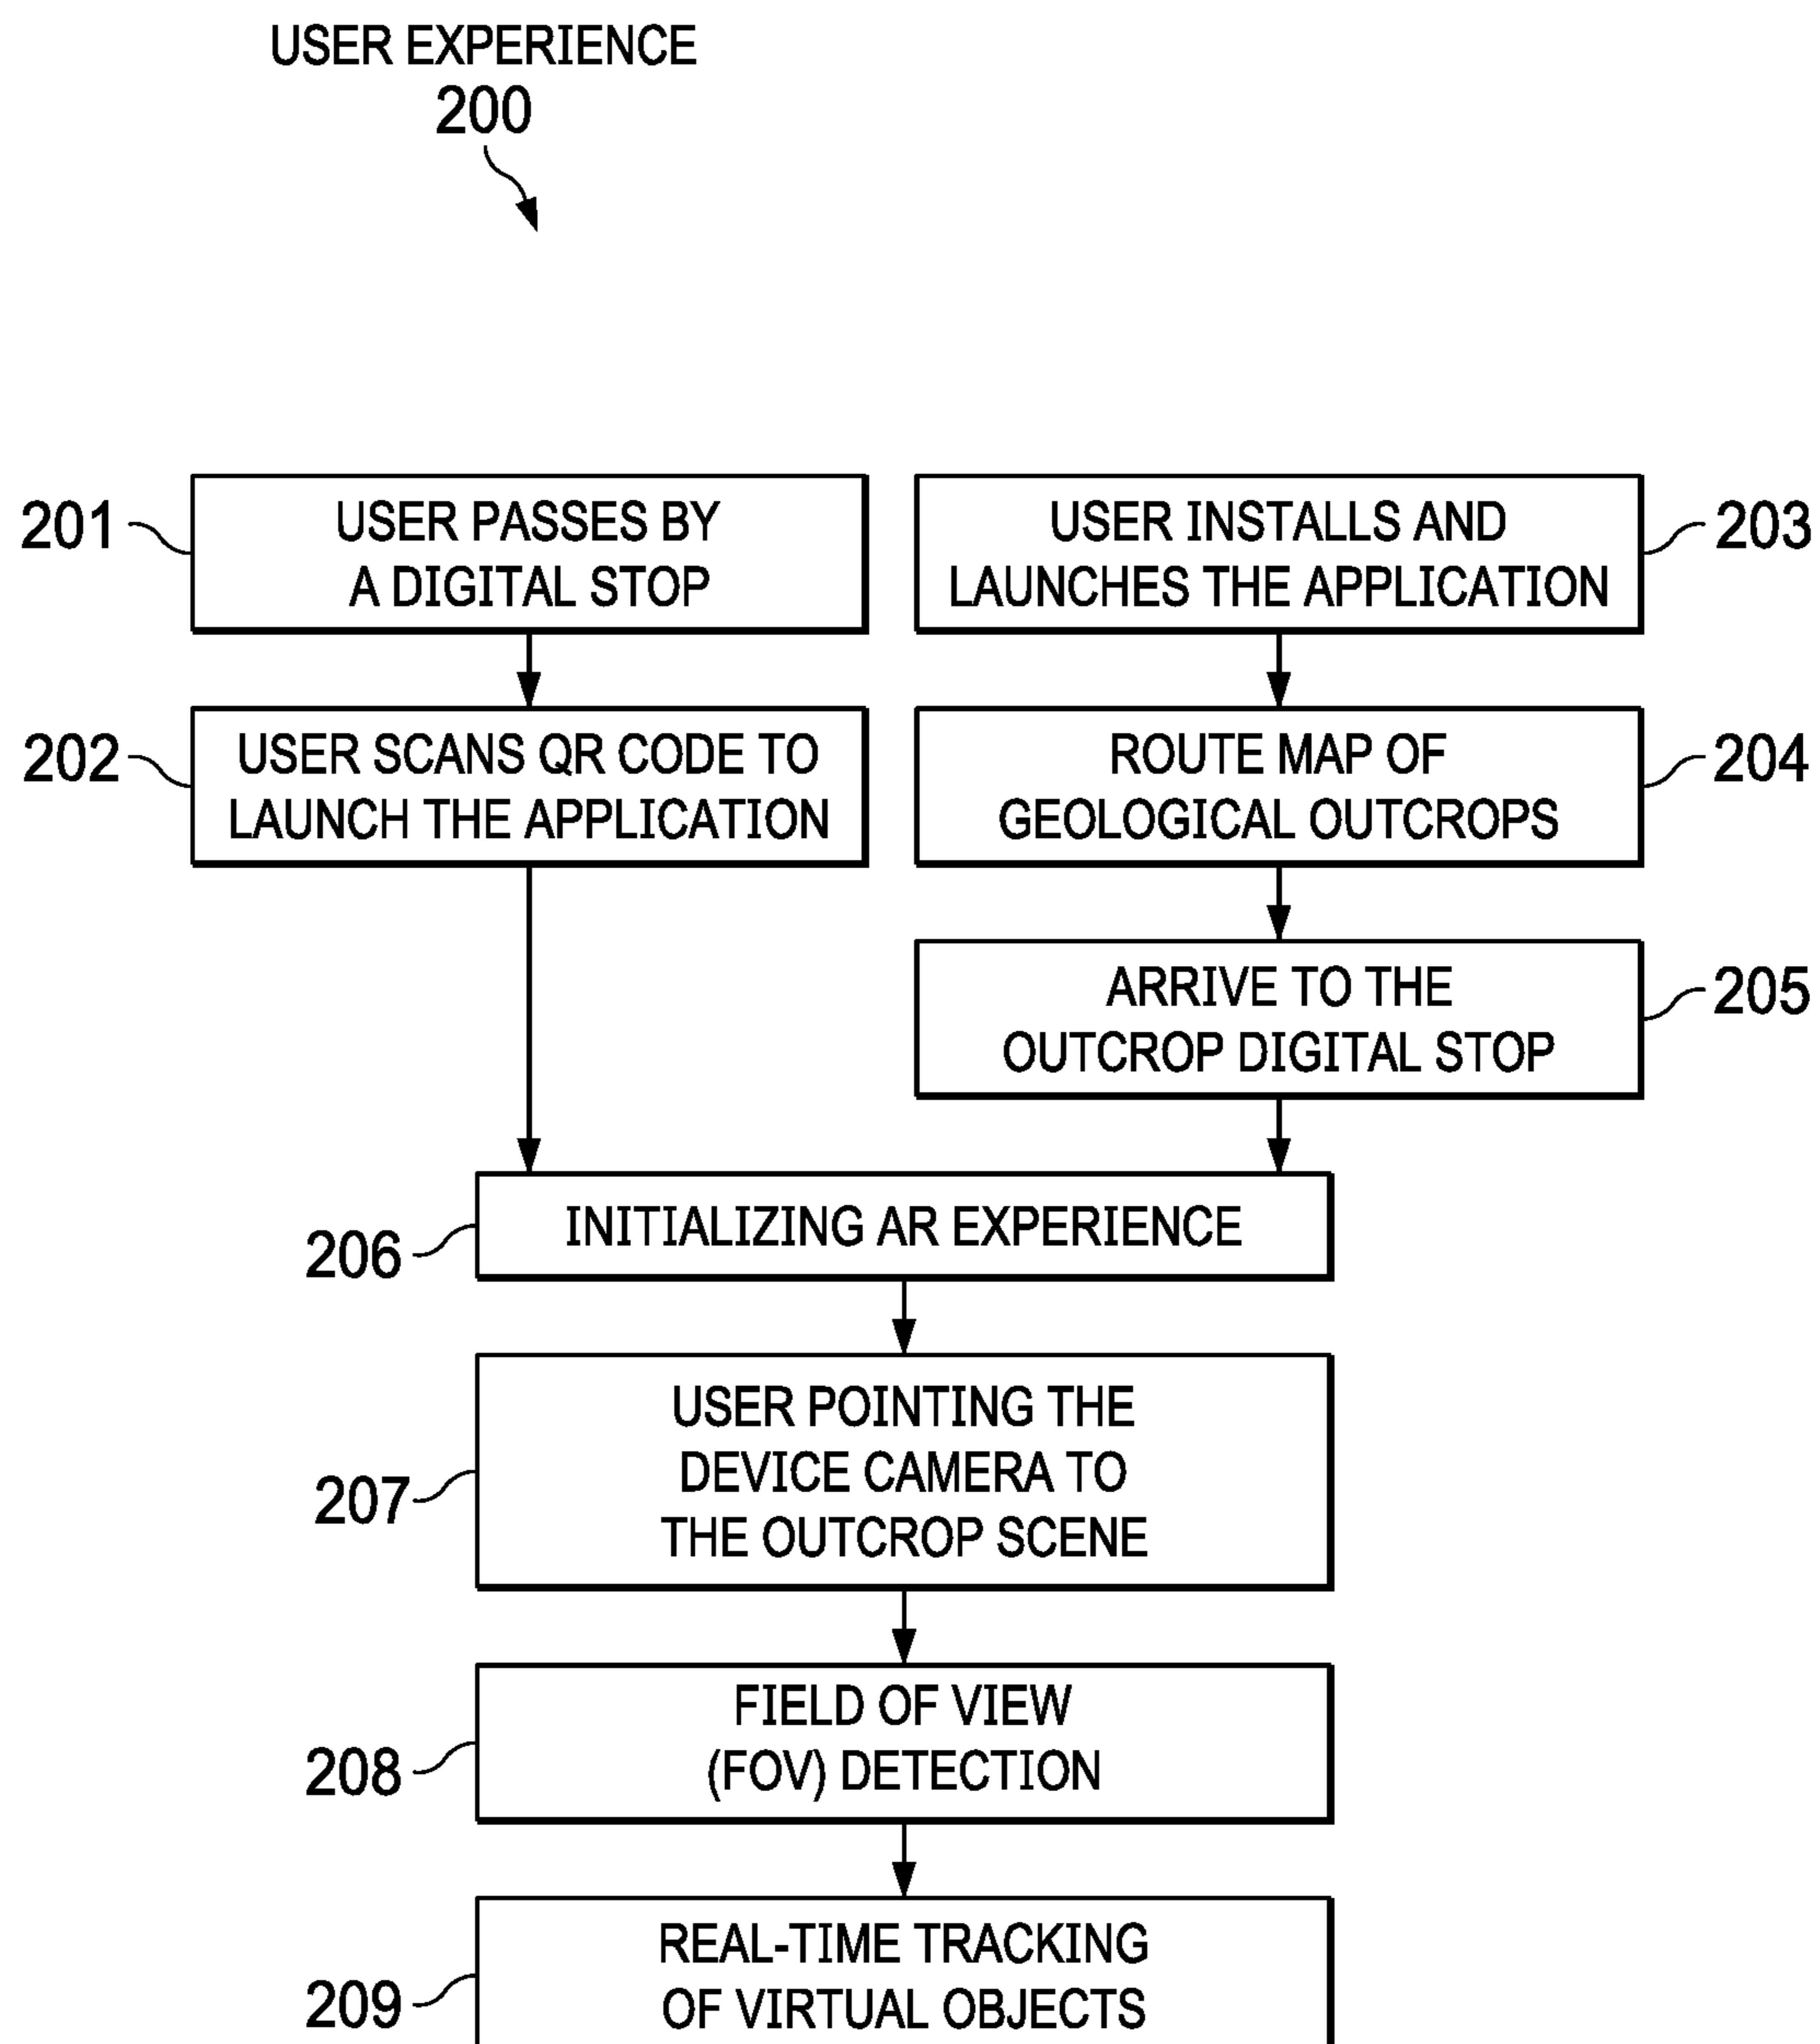 USER EXPERIENCE
200
201
USER PASSES BY
A DIGITAL STOP
203
USER INSTALLS AND
LAUNCHES THE APPLICATION
202
USER SCANS QR CODE TO
LAUNCH THE APPLICATION
204
ROUTE MAP OF
GEOLOGICAL OUTCROPS
205
ARRIVE TO THE
OUTCROP DIGITAL STOP
206
INITIALIZING AR EXPERIENCE
207
USER POINTING THE
DEVICE CAMERA TO
THE OUTCROP SCENE
208
FIELD OF VIEW
(FOV) DETECTION
209
REAL-TIME TRACKING
OF VIRTUAL OBJECTS